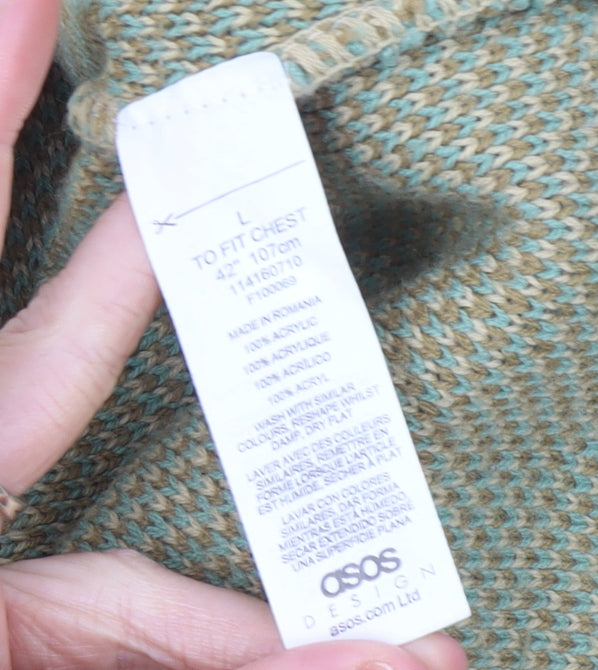 L
TO FIT CHEST
42" 107cm
114160710
F100069
MADE IN ROMANIA
100% ACRYLIC
100% ACRYLIQUE
100% ACRÍLICO
100% ACRYL
WASH WITH SIMILAR
COLOURS, RESHAPE WHILST
DAMP, DRY FLAT
LAVER AVEC DES COULEURS
SIMILAIRES, REMETTRE EN
FORME LORSQUE L'ARTICLE
EST HUMIDE, SÉCHER À PLAT
LAVAR CON COLORES
SIMILARES, DAR FORMA
MIENTRAS ESTÁ HÚMEDO,
SECAR EXTENDIDO SOBRE
UNA SUPERFICIE PLANA
asos
DESIGN
asos.com Ltd